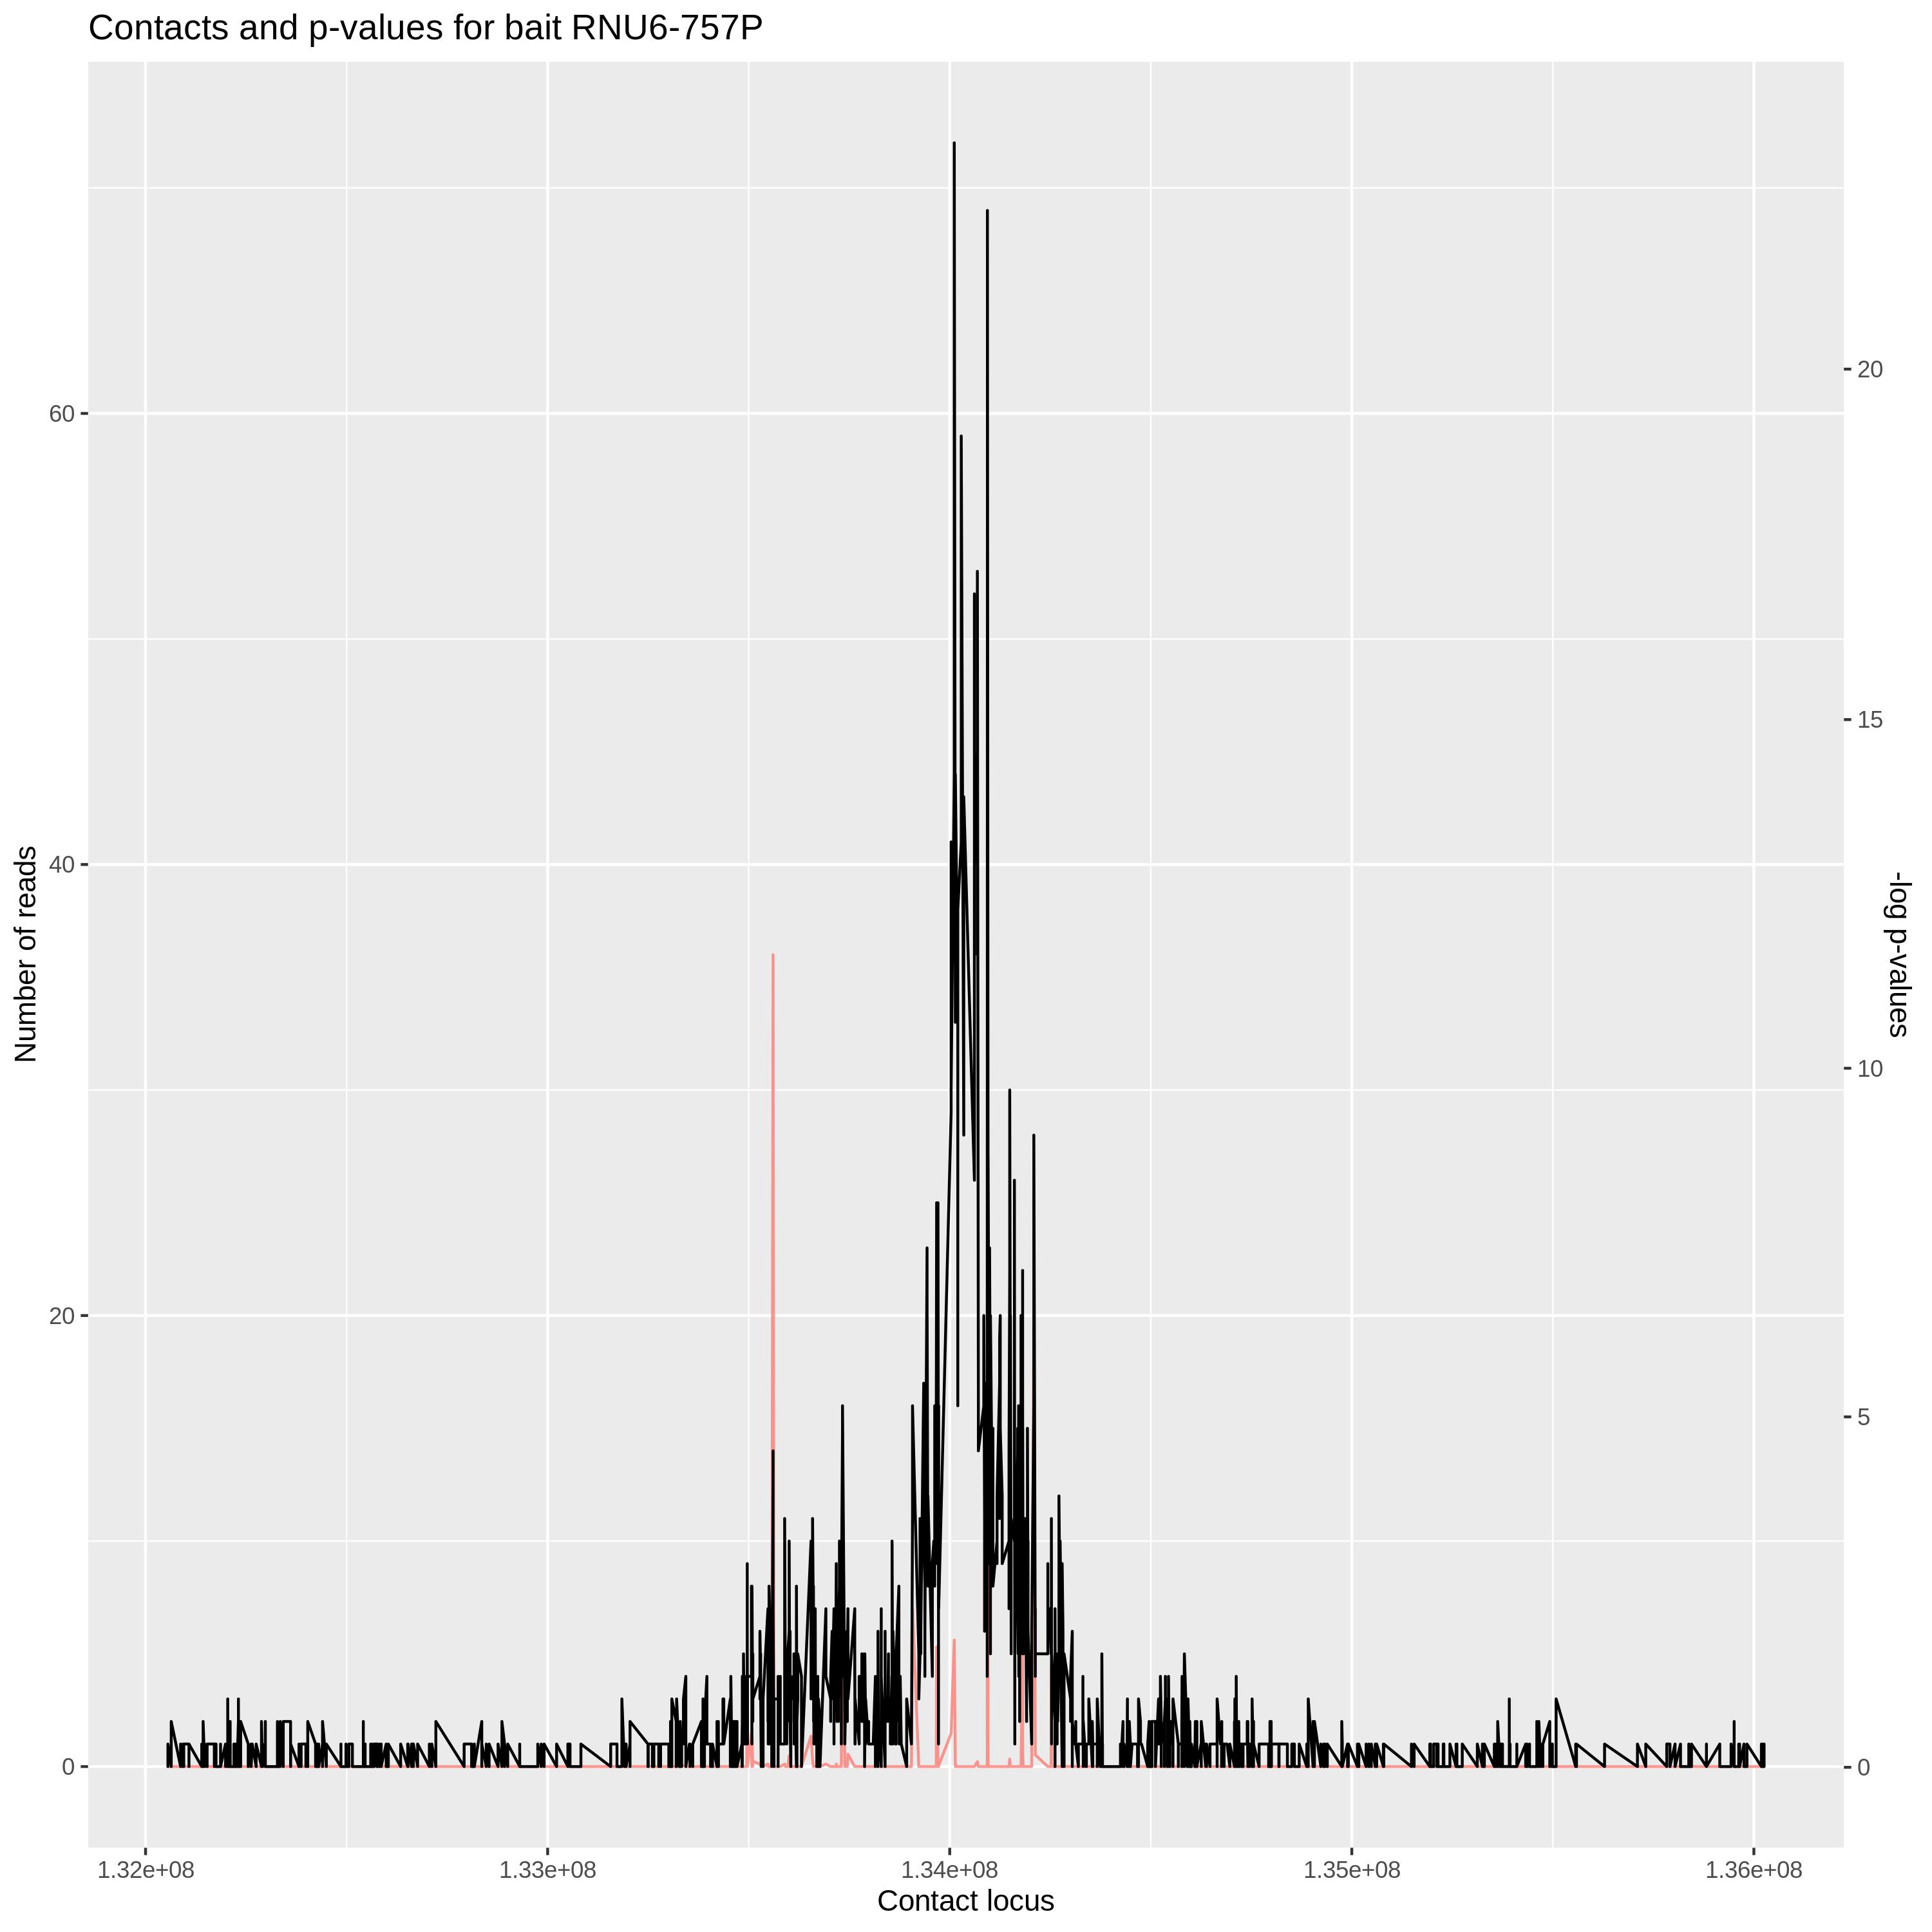 Contacts and p-values for bait RNU6-757P
60
40
20
0
Number of reads
20
15
10
5
0
-log p-values
1.32e+08
1.33e+08
1.34e+08
1.35e+08
1.36e+08
Contact locus